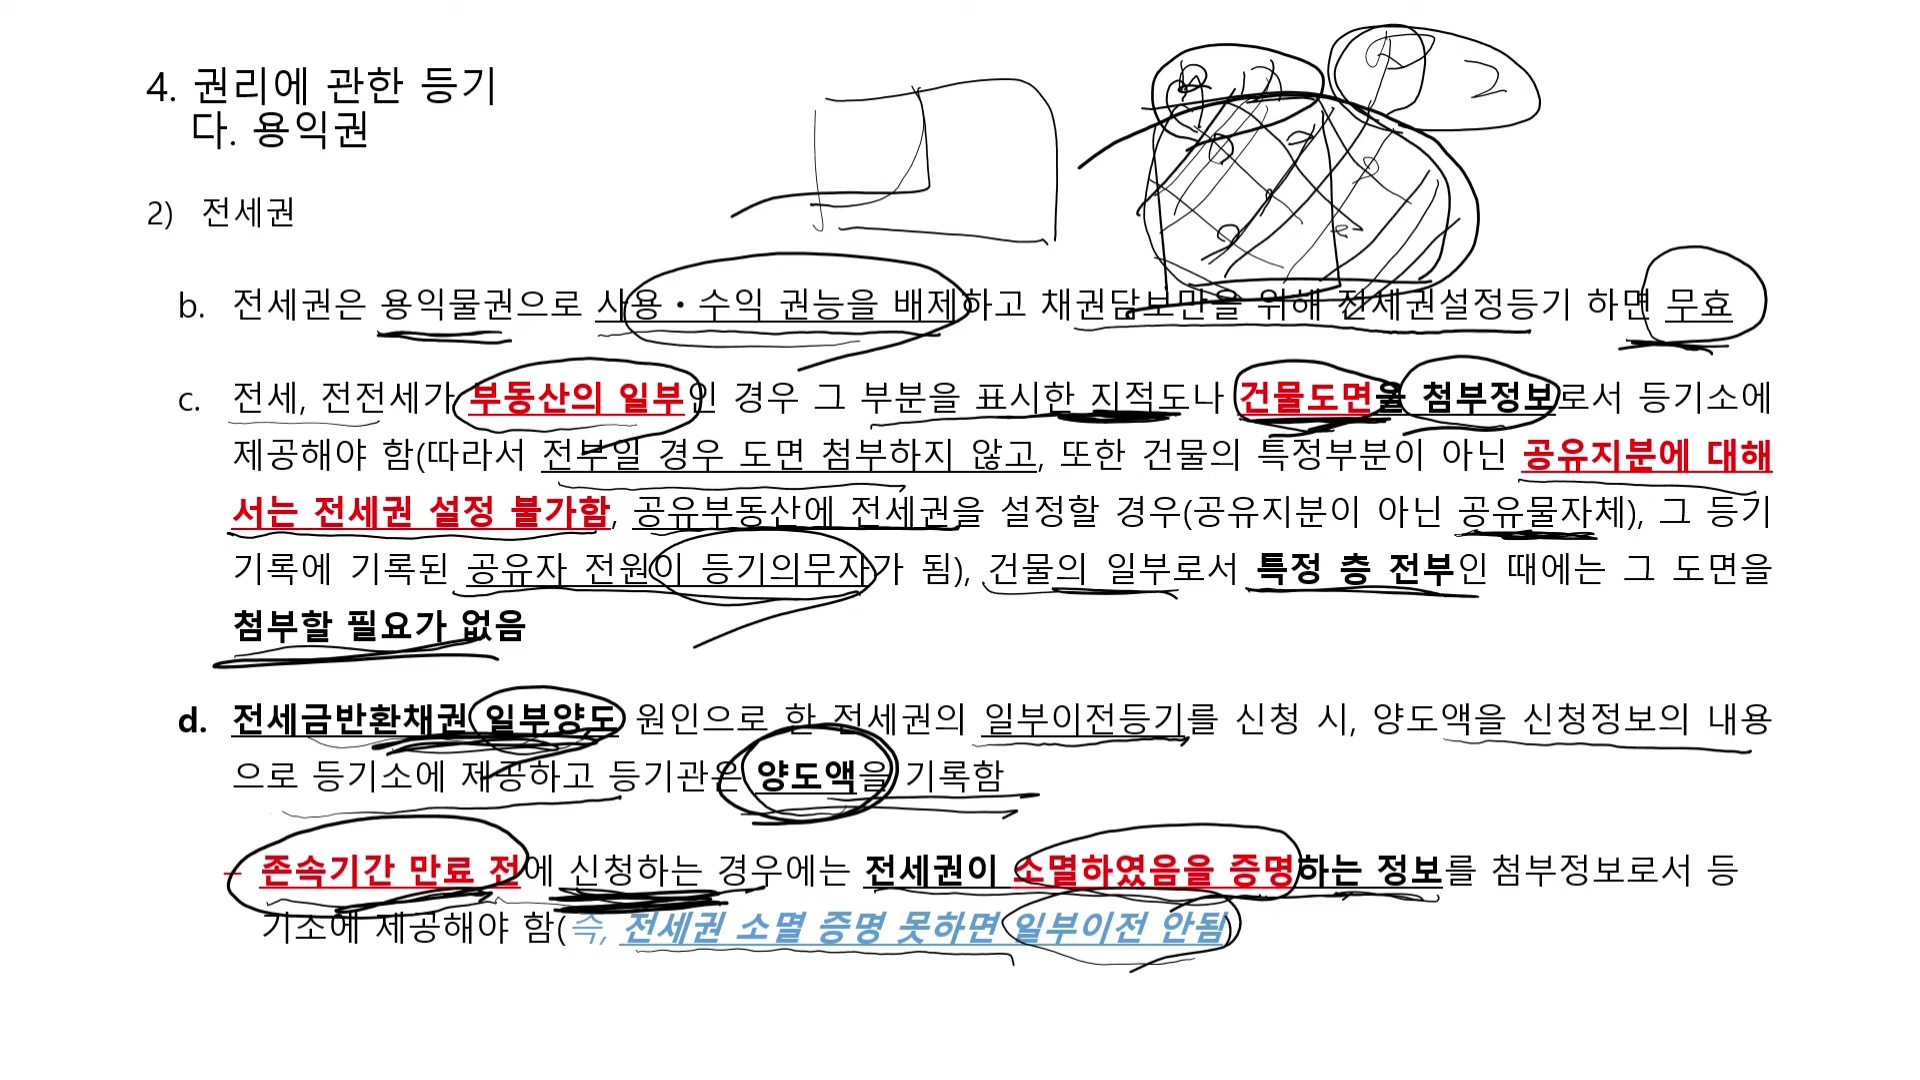 4. 권리에 관한 등기
다. 용익권
2) 전세권
b. 전세권은 용익물권으로 사용・수익 권능을 배제하고 채권담보만을 위해 전세권설정등기 하면 무효
c. 전세, 전전세가 부동산의 일부인 경우 그 부분을 표시한 지적도나 건물도면을 첨부정보로서 등기소에
제공해야 함(따라서 전부일 경우 도면 첨부하지 않고, 또한 건물의 특정부분이 아닌 공유지분에 대해
서는 전세권 설정 불가함, 공유부동산에 전세권을 설정할 경우(공유지분이 아닌 공유물자체), 그 등기
기록에 기록된 공유자 전원이 등기의무자가 됨), 건물의 일부로서 특정 층 전부인 때에는 그 도면을
첨부할 필요가 없음
d. 전세금반환채권 일부양도 원인으로 한 전세권의 일부이전등기를 신청 시, 양도액을 신청정보의 내용
으로 등기소에 제공하고 등기관은 양도액을 기록함
- 존속기간 만료 전에 신청하는 경우에는 전세권이 소멸하였음을 증명하는 정보를 첨부정보로서 등
기소에 제공해야 함(즉, 전세권 소멸 증명 못하면 일부이전 안됨)